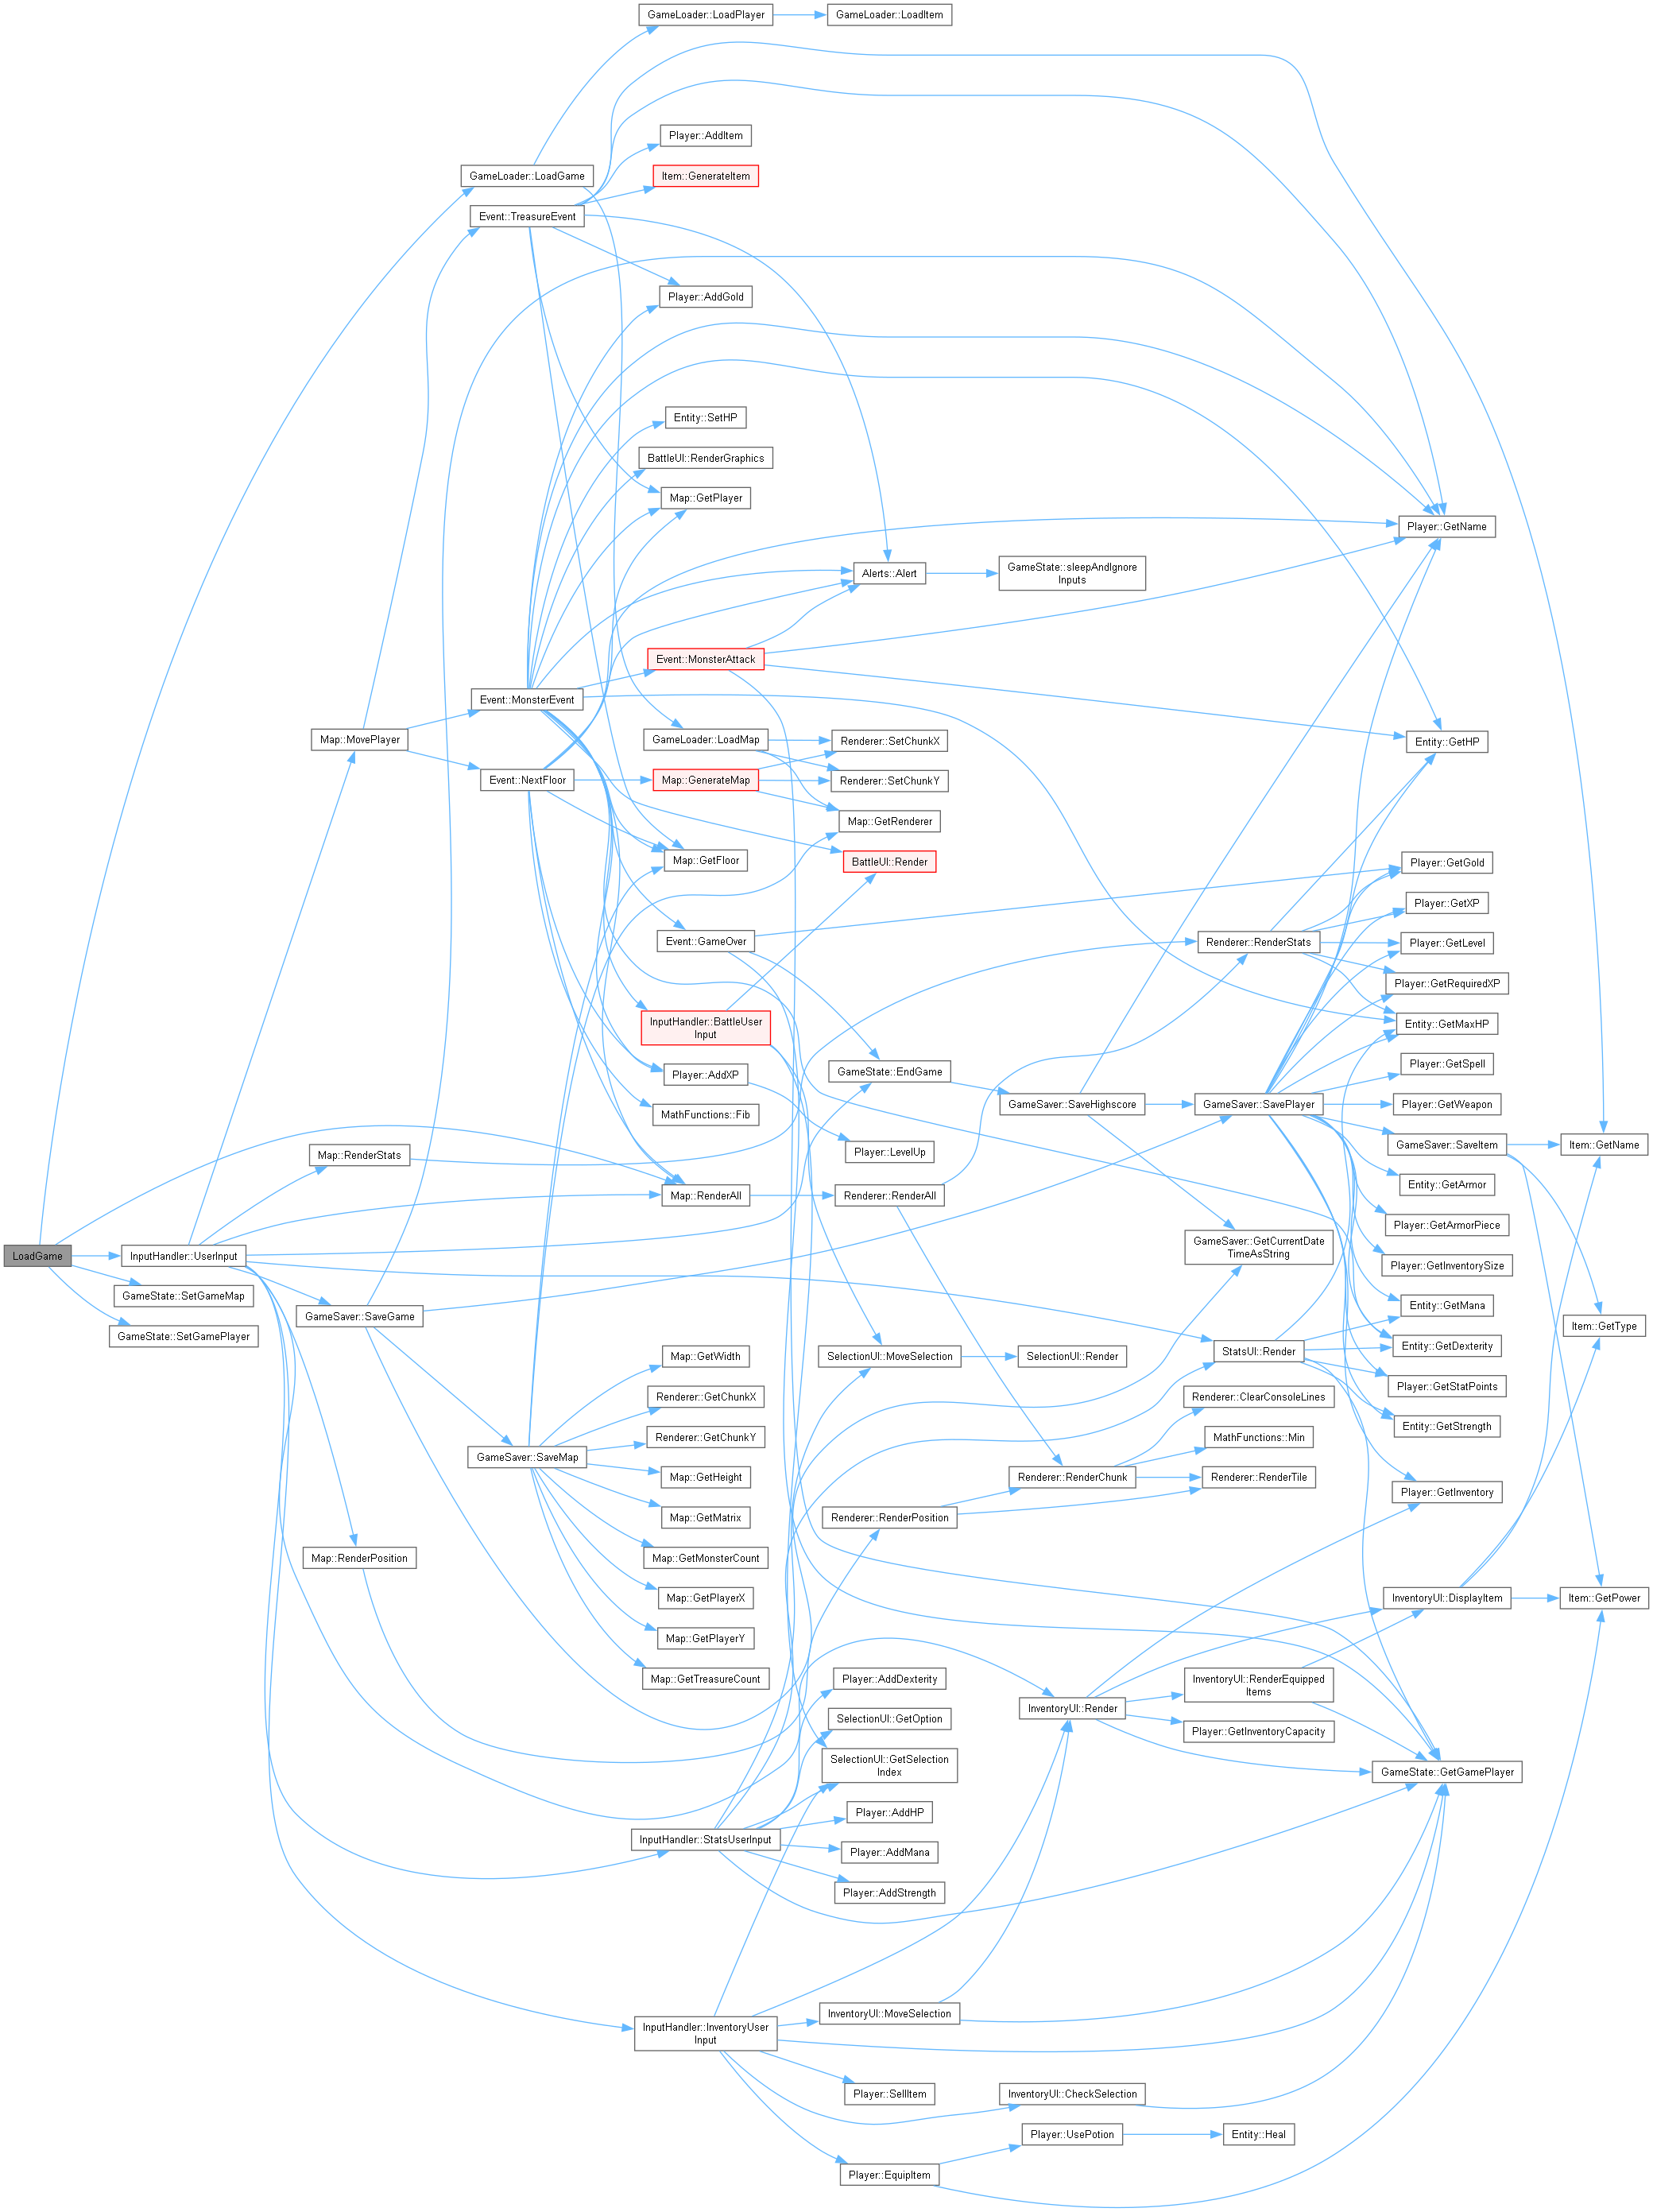 GameLoader::LoadPlayer
GameLoader::LoadItem
Player::AddItem
GameLoader::LoadGame
Item::GenerateItem
Event::TreasureEvent
Player::AddGold
Entity::SetHP
BattleUI::RenderGraphics
Map::GetPlayer
Player::GetName
Alerts::Alert
GameState::sleepAndIgnore
Inputs
Event::MonsterAttack
Event::MonsterEvent
Map::MovePlayer
GameLoader::LoadMap
Renderer::SetChunkX
Entity::GetHP
Event::NextFloor
Map::GenerateMap
Renderer::SetChunkY
Map::GetRenderer
Map::GetFloor
BattleUI::Render
Player::GetGold
Player::GetXP
Event::GameOver
Renderer::RenderStats
Player::GetLevel
Player::GetRequiredXP
InputHandler::BattleUser
Input
Entity::GetMaxHP
Player::AddXP
GameState::EndGame
Player::GetSpell
MathFunctions::Fib
GameSaver::SaveHighscore
GameSaver::SavePlayer
Player::GetWeapon
Player::LevelUp
GameSaver::SaveItem
Item::GetName
Map::RenderStats
Map::RenderAll
Renderer::RenderAll
Entity::GetArmor
Player::GetArmorPiece
LoadGame
InputHandler::UserInput
GameSaver::GetCurrentDate
TimeAsString
Player::GetInventorySize
GameState::SetGameMap
GameSaver::SaveGame
Entity::GetMana
GameState::SetGamePlayer
Item::GetType
Map::GetWidth
SelectionUI::MoveSelection
SelectionUI::Render
StatsUI::Render
Entity::GetDexterity
Player::GetStatPoints
Renderer::GetChunkX
Renderer::ClearConsoleLines
Entity::GetStrength
Renderer::GetChunkY
MathFunctions::Min
GameSaver::SaveMap
Map::GetHeight
Renderer::RenderChunk
Renderer::RenderTile
Player::GetInventory
Map::GetMatrix
Renderer::RenderPosition
Map::RenderPosition
Map::GetMonsterCount
Map::GetPlayerX
InventoryUI::DisplayItem
Item::GetPower
Map::GetPlayerY
Map::GetTreasureCount
Player::AddDexterity
InventoryUI::RenderEquipped
Items
InventoryUI::Render
SelectionUI::GetOption
Player::GetInventoryCapacity
SelectionUI::GetSelection
Index
GameState::GetGamePlayer
Player::AddHP
InputHandler::StatsUserInput
Player::AddMana
Player::AddStrength
InventoryUI::MoveSelection
InputHandler::InventoryUser
Input
Player::SellItem
InventoryUI::CheckSelection
Player::UsePotion
Entity::Heal
Player::EquipItem